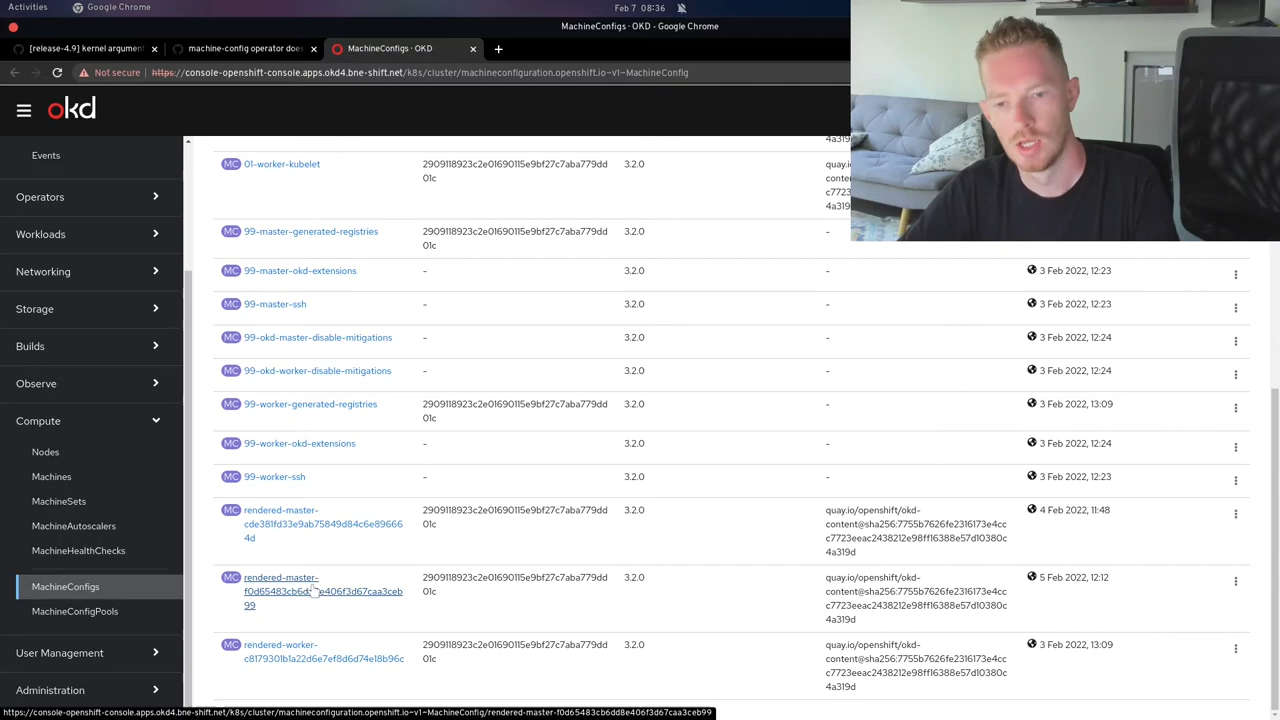 Activities
Google Chrome
Feb 7 08:36
MachineConfigs · OKD - Google Chrome
[release-4.9] kernel argument
machine-config operator does
MachineConfigs · OKD
Not secure
https://console-openshift-console.apps.okd4.bne-shift.net/k8s/cluster/machineconfiguration.openshift.io~v1~MachineConfig
okd
Events
Operators
Workloads
Networking
Storage
Builds
Observe
Compute
Nodes
Machines
MachineSets
MachineAutoscalers
MachineHealthChecks
MachineConfigs
MachineConfigPools
User Management
Administration
4a319
MC 01-worker-kubelet 2909118923c2e01690115e9bf27c7aba779dd 3.2.0 quay.io
01c conten
c7723
4a319
MC 99-master-generated-registries 2909118923c2e01690115e9bf27c7aba779dd 3.2.0 -
01c
MC 99-master-okd-extensions - 3.2.0 - 3 Feb 2022, 12:23
MC 99-master-ssh - 3.2.0 - 3 Feb 2022, 12:23
MC 99-okd-master-disable-mitigations - 3.2.0 - 3 Feb 2022, 12:24
MC 99-okd-worker-disable-mitigations - 3.2.0 - 3 Feb 2022, 12:24
MC 99-worker-generated-registries 2909118923c2e01690115e9bf27c7aba779dd 3.2.0 - 3 Feb 2022, 13:09
01c
MC 99-worker-okd-extensions - 3.2.0 - 3 Feb 2022, 12:24
MC 99-worker-ssh - 3.2.0 - 3 Feb 2022, 12:23
MC rendered-master- 2909118923c2e01690115e9bf27c7aba779dd 3.2.0 quay.io/openshift/okd- 4 Feb 2022, 11:48
cde381fd33e9ab75849d84c6e89666 01c content@sha256:7755b7626fe2316173e4cc
4d c7723eeac2438212e98ff16388e57d10380c
4a319d
MC rendered-master- 2909118923c2e01690115e9bf27c7aba779dd 3.2.0 quay.io/openshift/okd- 5 Feb 2022, 12:12
f0d65483cb6dd8e406f3d67caa3ceb 01c content@sha256:7755b7626fe2316173e4cc
99 c7723eeac2438212e98ff16388e57d10380c
4a319d
MC rendered-worker- 2909118923c2e01690115e9bf27c7aba779dd 3.2.0 quay.io/openshift/okd- 3 Feb 2022, 13:09
c8179301b1a22d6e7ef8d6d74e18b96c 01c content@sha256:7755b7626fe2316173e4cc
c7723eeac2438212e98ff16388e57d10380c
4a319d
https://console-openshift-console.apps.okd4.bne-shift.net/k8s/cluster/machineconfiguration.openshift.io~v1~MachineConfig/rendered-master-f0d65483cb6dd8e406f3d67caa3ceb99